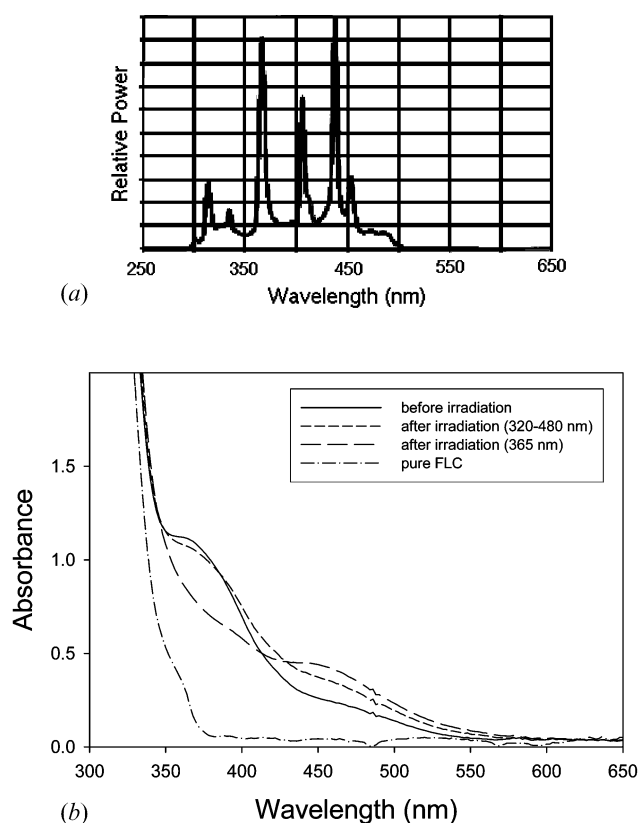 Relative Power
250 350 450 550 650
Wavelength (nm)
(a)
before irradiation
after irradiation (320-480 nm)
after irradiation (365 nm)
pure FLC
Absorbance
1.5
1.0
0.5
0.0
300 350 400 450 500 550 600 650
Wavelength (nm)
(b)